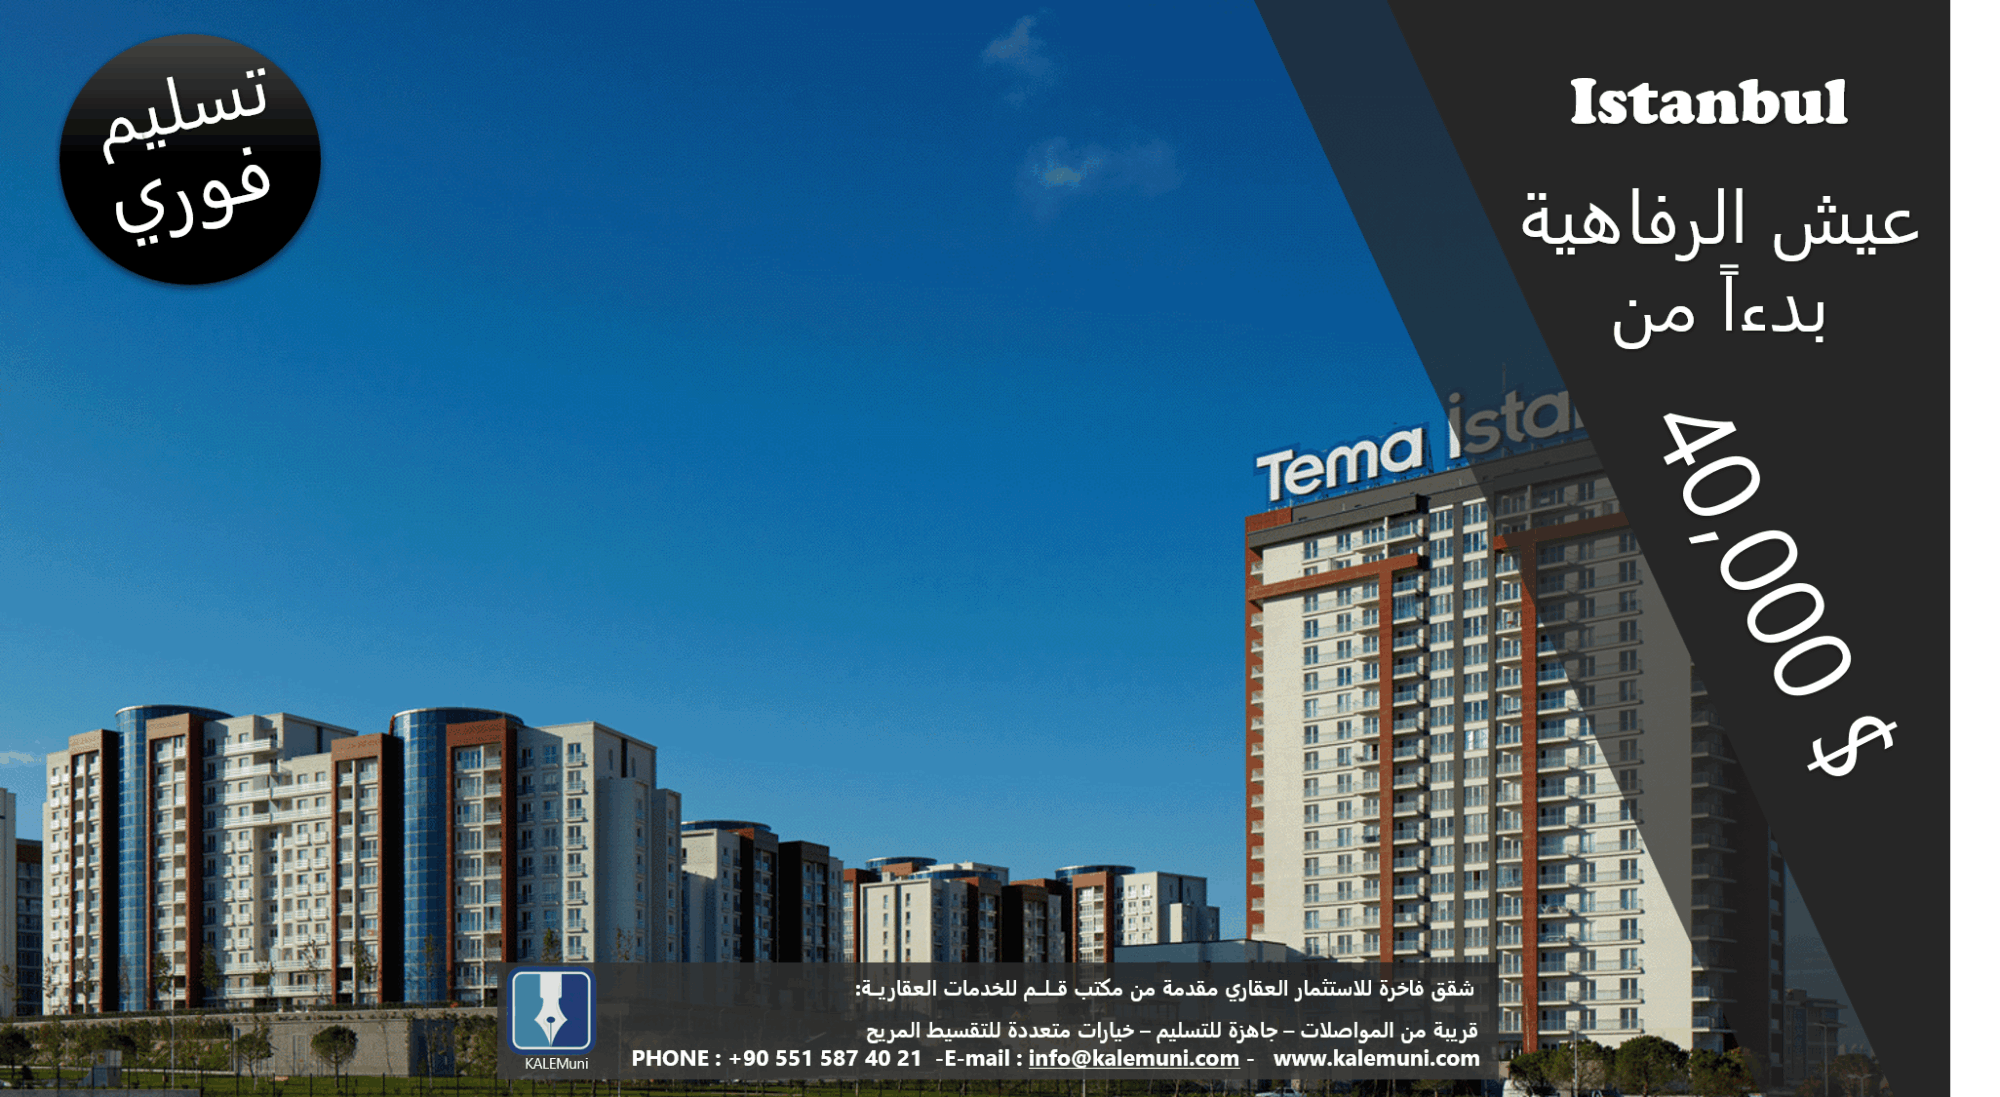 تسليم
فوري
Istanbul
عيش الرفاهية
بدءاً من
40,000 $
Tema İsta
شقق فاخرة للاستثمار العقاري مقدمة من مكتب قـلـم للخدمات العقاريـة:
قريبة من المواصلات – جاهزة للتسليم – خيارات متعددة للتقسيط المريح
PHONE : +90 551 587 40 21 -E-mail : info@kalemuni.com - www.kalemuni.com
KALEMuni